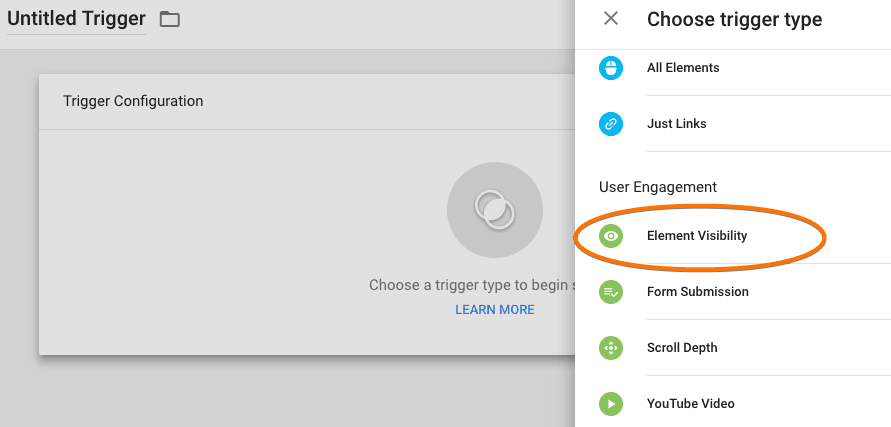 Untitled Trigger
Choose trigger type
Trigger Configuration
Choose a trigger type to begin s
LEARN MORE
All Elements
Just Links
User Engagement
Element Visibility
Form Submission
Scroll Depth
YouTube Video